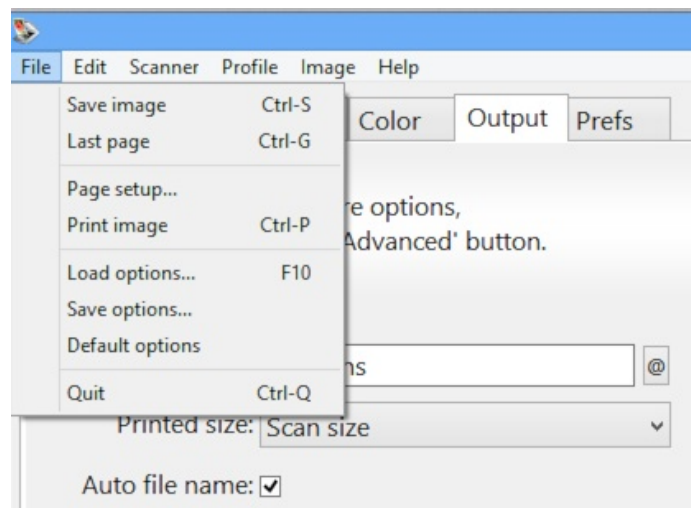 File Edit Scanner Profile Image Help
Save image Ctrl-S
Last page Ctrl-G
Page setup...
Print image Ctrl-P
Load options... F10
Save options...
Default options
Quit Ctrl-Q
Color Output Prefs
options,
Advanced' button.
@
Printed size: Scan size
Auto file name: